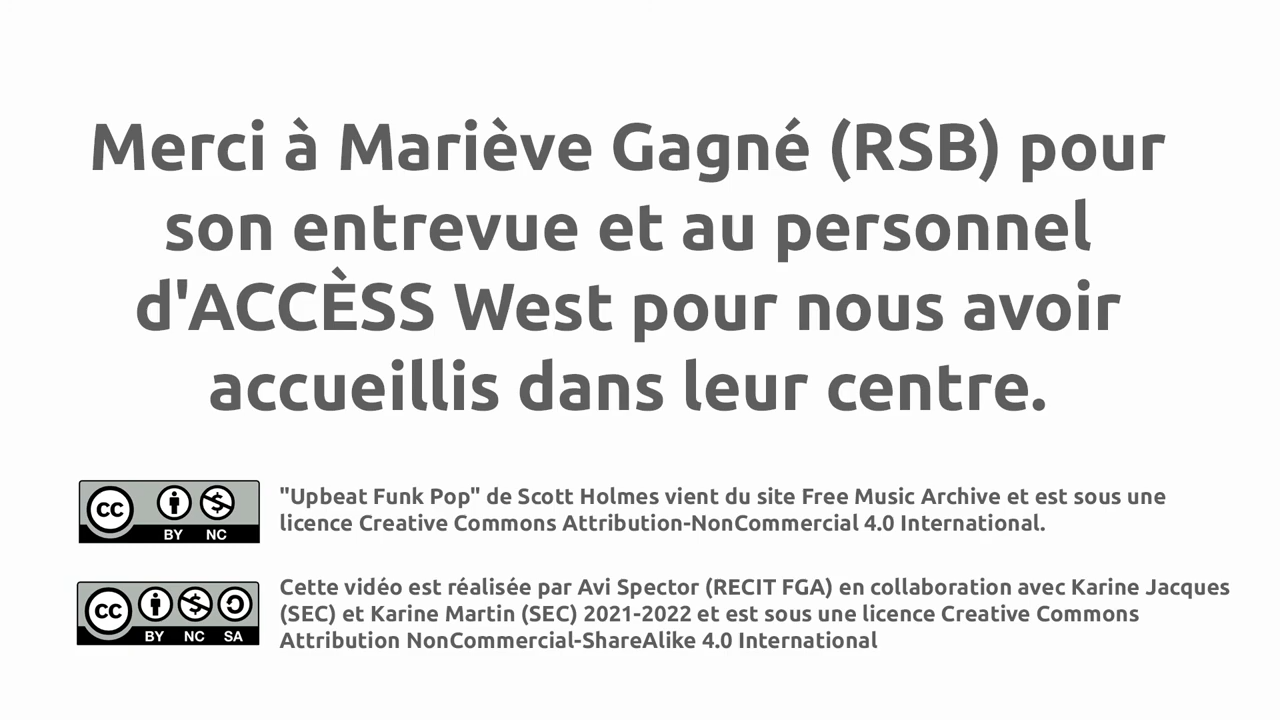 Merci à Mariève Gagné (RSB) pour
son entrevue et au personnel
d'ACCÈSS West pour nous avoir
accueillis dans leur centre.
CC BY NC
"Upbeat Funk Pop" de Scott Holmes vient du site Free Music Archive et est sous une
licence Creative Commons Attribution-NonCommercial 4.0 International.
CC BY NC SA
Cette vidéo est réalisée par Avi Spector (RECIT FGA) en collaboration avec Karine Jacques
(SEC) et Karine Martin (SEC) 2021-2022 et est sous une licence Creative Commons
Attribution NonCommercial-ShareAlike 4.0 International